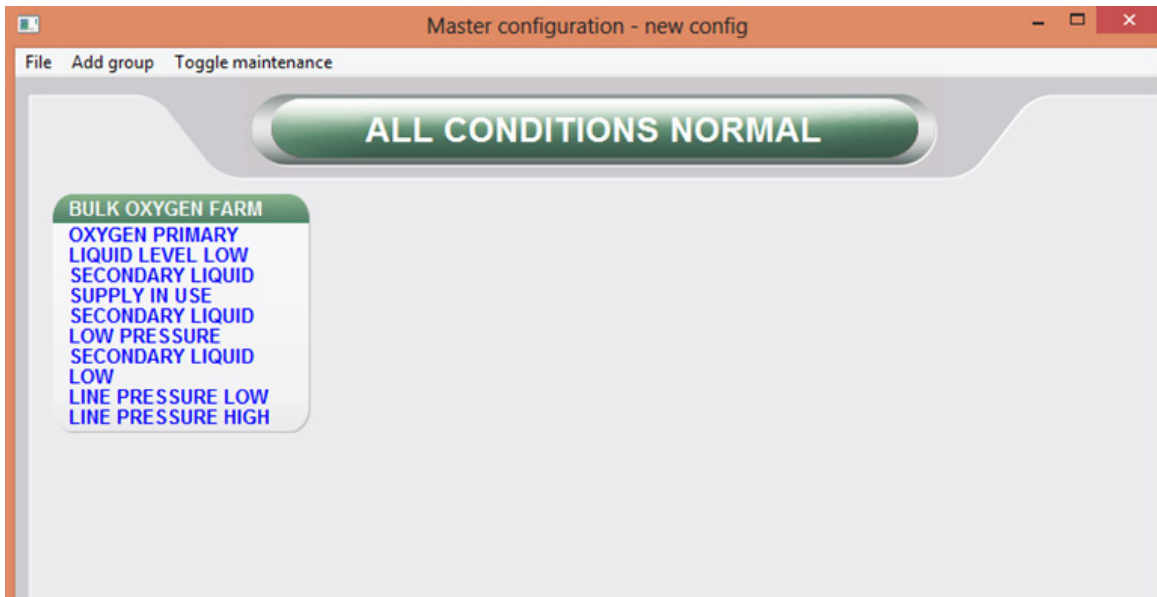 Master configuration - new config
File Add group Toggle maintenance
ALL CONDITIONS NORMAL
BULK OXYGEN FARM
OXYGEN PRIMARY
LIQUID LEVEL LOW
SECONDARY LIQUID
SUPPLY IN USE
SECONDARY LIQUID
LOW PRESSURE
SECONDARY LIQUID
LOW
LINE PRESSURE LOW
LINE PRESSURE HIGH